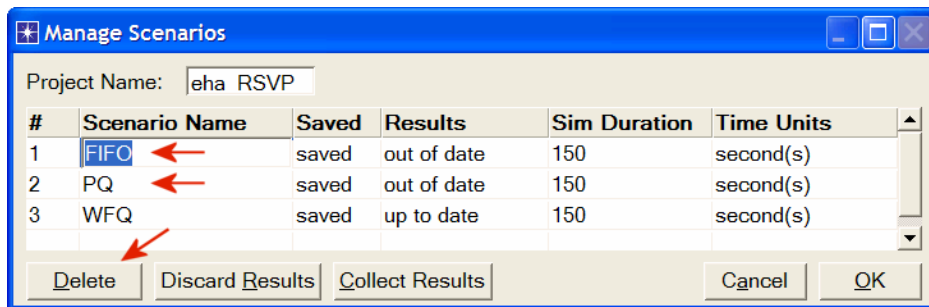 Manage Scenarios
Project Name: eha RSVP
# Scenario Name Saved Results Sim Duration Time Units
1 FIFO saved out of date 150 second(s)
2 PQ saved out of date 150 second(s)
3 WFQ saved up to date 150 second(s)
Delete Discard Results Collect Results Cancel OK